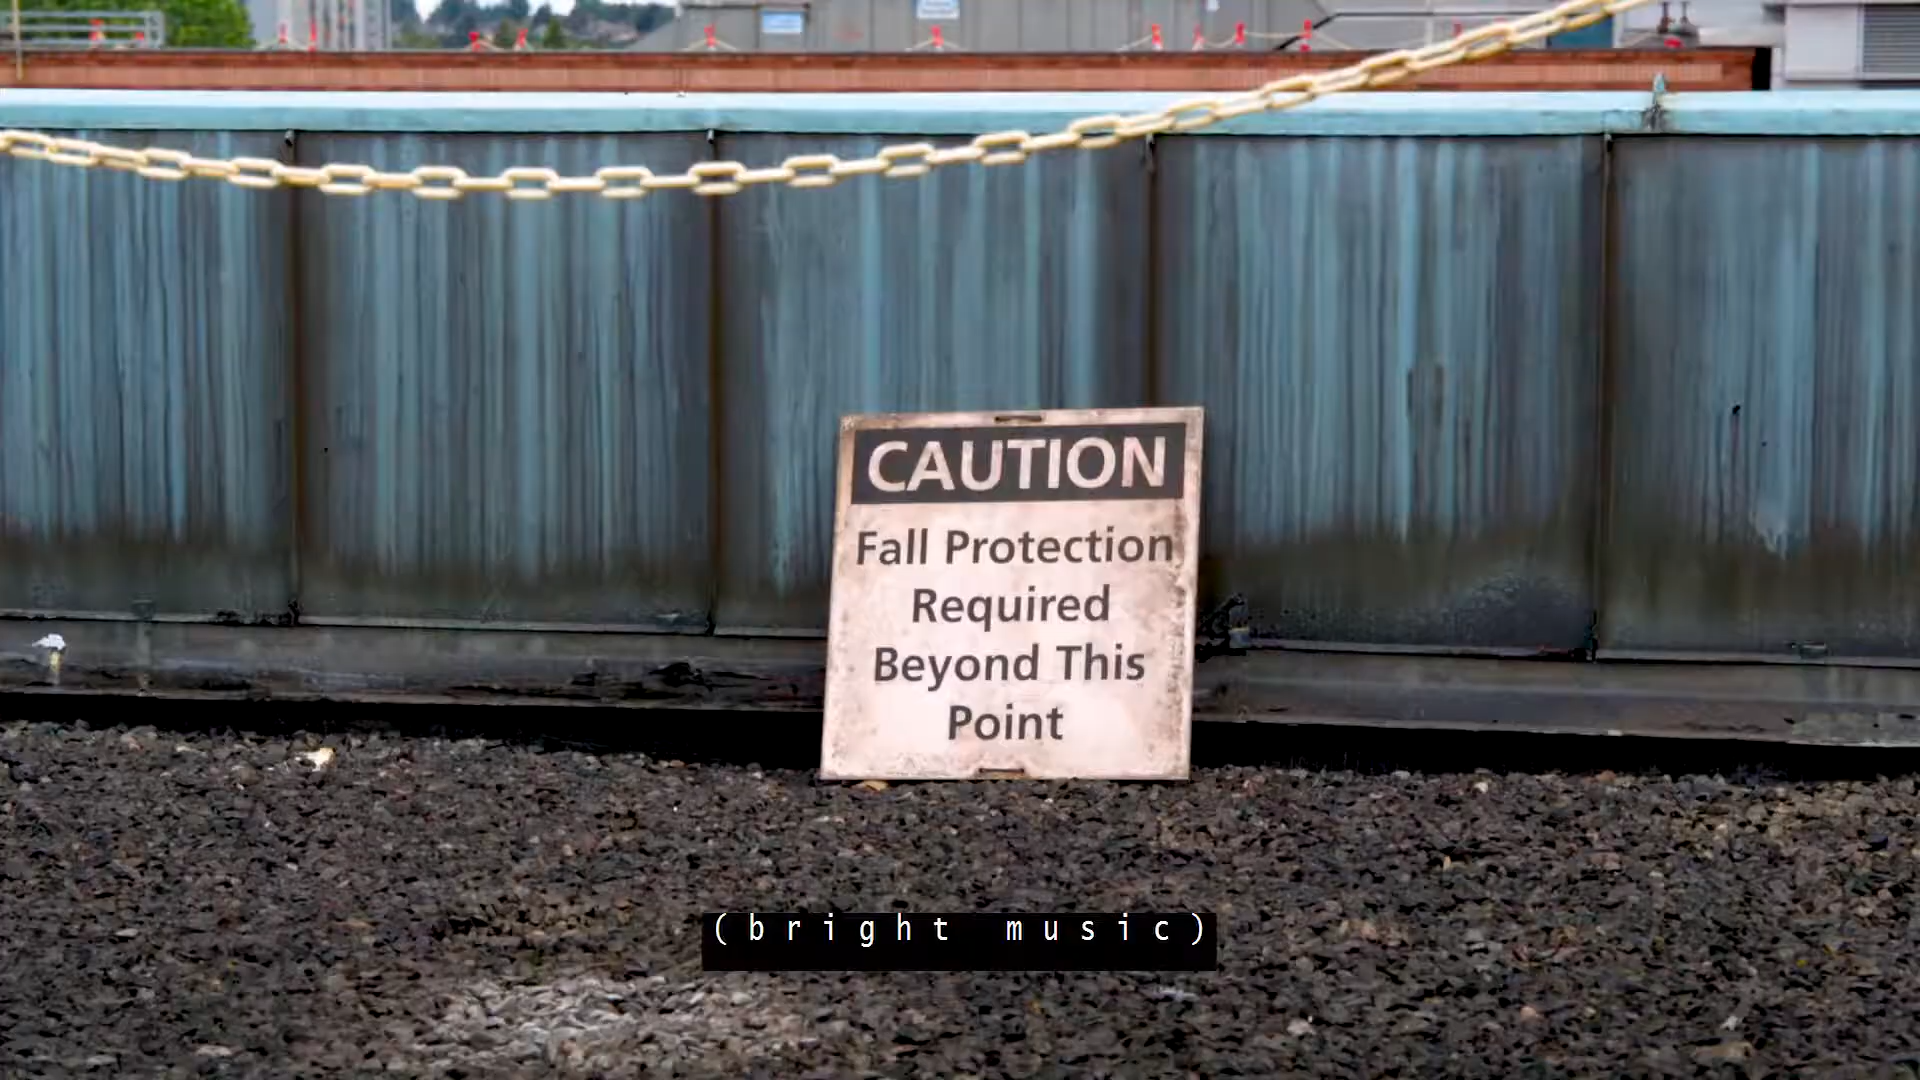 CAUTION
Fall Protection
Required
Beyond This
Point
(bright music)